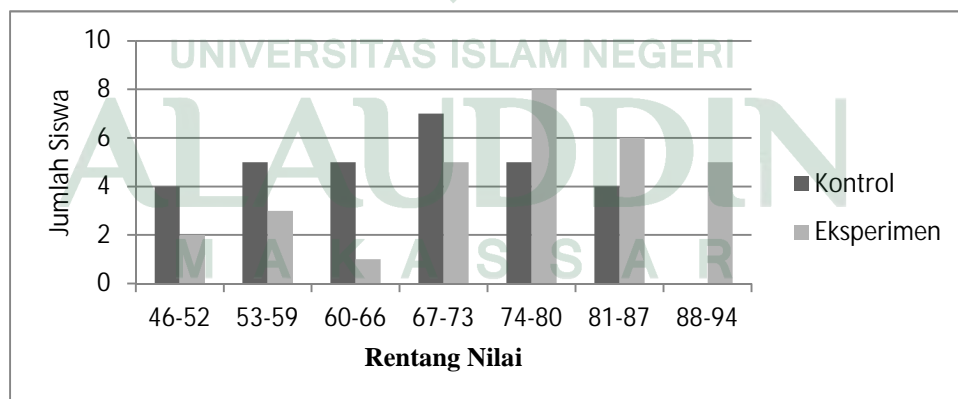 UNIVERSITAS ISLAM NEGERI
ALAUDDIN
M A K A S S A R
Jumlah Siswa
10
8
6
4
2
0
46-52 53-59 60-66 67-73 74-80 81-87 88-94
Rentang Nilai
Kontrol
Eksperimen